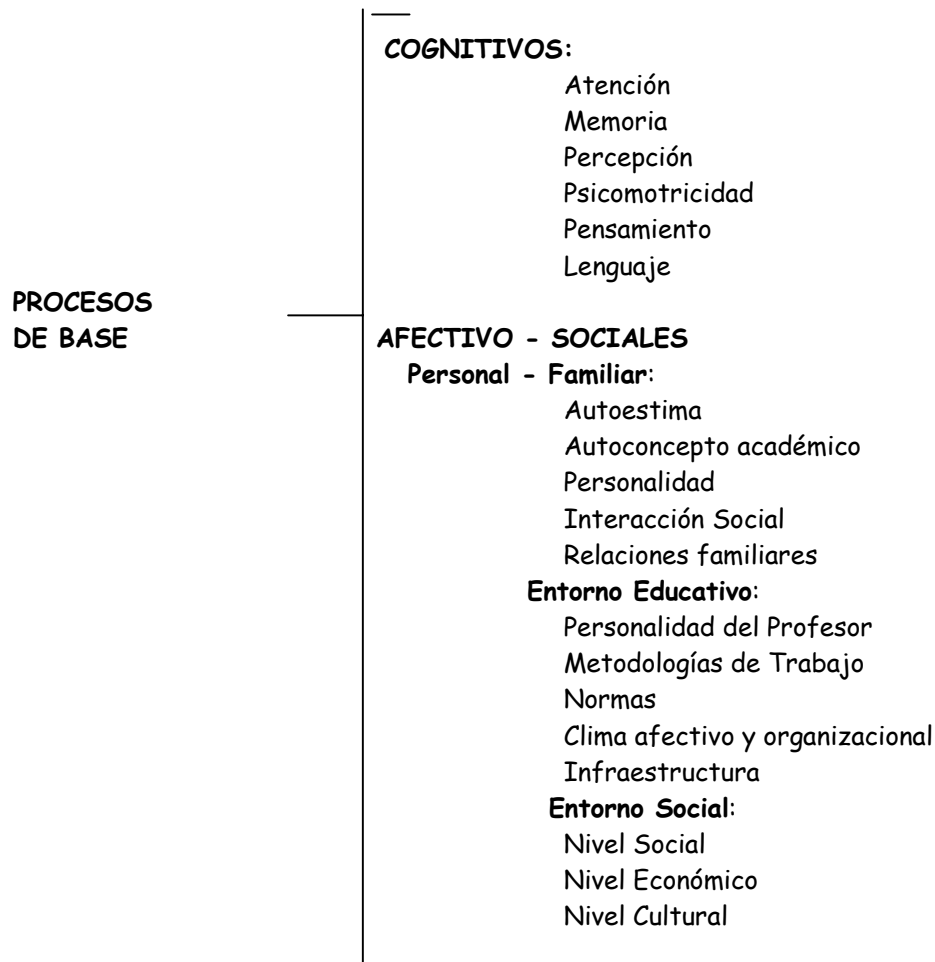 COGNITIVOS:
Atención
Memoria
Percepción
Psicomotricidad
Pensamiento
Lenguaje
PROCESOS
DE BASE
AFECTIVO - SOCIALES
Personal - Familiar:
Autoestima
Autoconcepto académico
Personalidad
Interacción Social
Relaciones familiares
Entorno Educativo:
Personalidad del Profesor
Metodologías de Trabajo
Normas
Clima afectivo y organizacional
Infraestructura
Entorno Social:
Nivel Social
Nivel Económico
Nivel Cultural